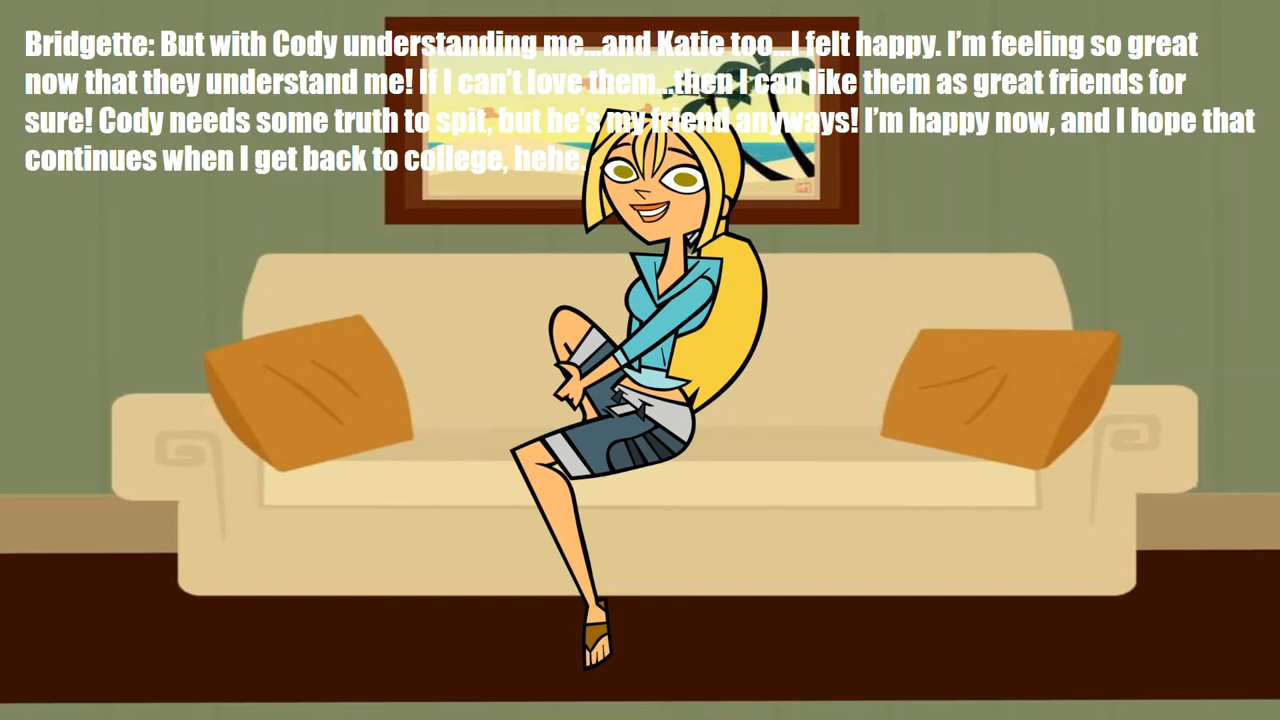 Bridgette: But with Cody understanding me...and Katie too...I felt happy. I’m feeling so great
now that they understand me! If I can’t love them...then I can like them as great friends for
sure! Cody needs some truth to spit, but he’s my friend anyways! I’m happy now, and I hope that
continues when I get back to college, hehe.